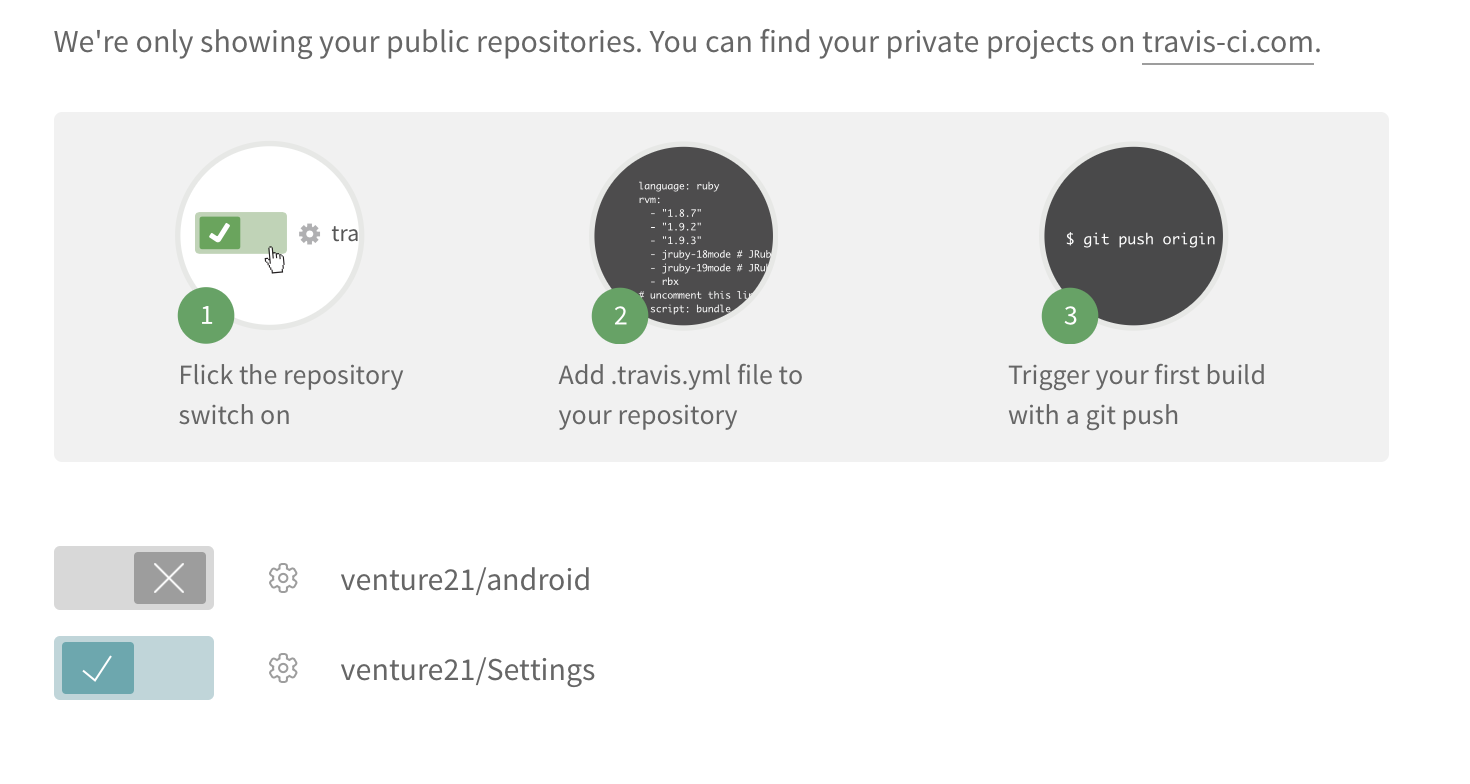 We're only showing your public repositories. You can find your private projects on travis-ci.com.
tra
language: ruby
rvm:
- "1.8.7"
- "1.9.2"
- "1.9.3"
- jruby-18mode # JRub
- jruby-19mode # JRu
- rbx
# uncomment this li
script: bundle
$ git push origin
1
2
3
Flick the repository
switch on
Add .travis.yml file to
your repository
Trigger your first build
with a git push
venture21/android
venture21/Settings